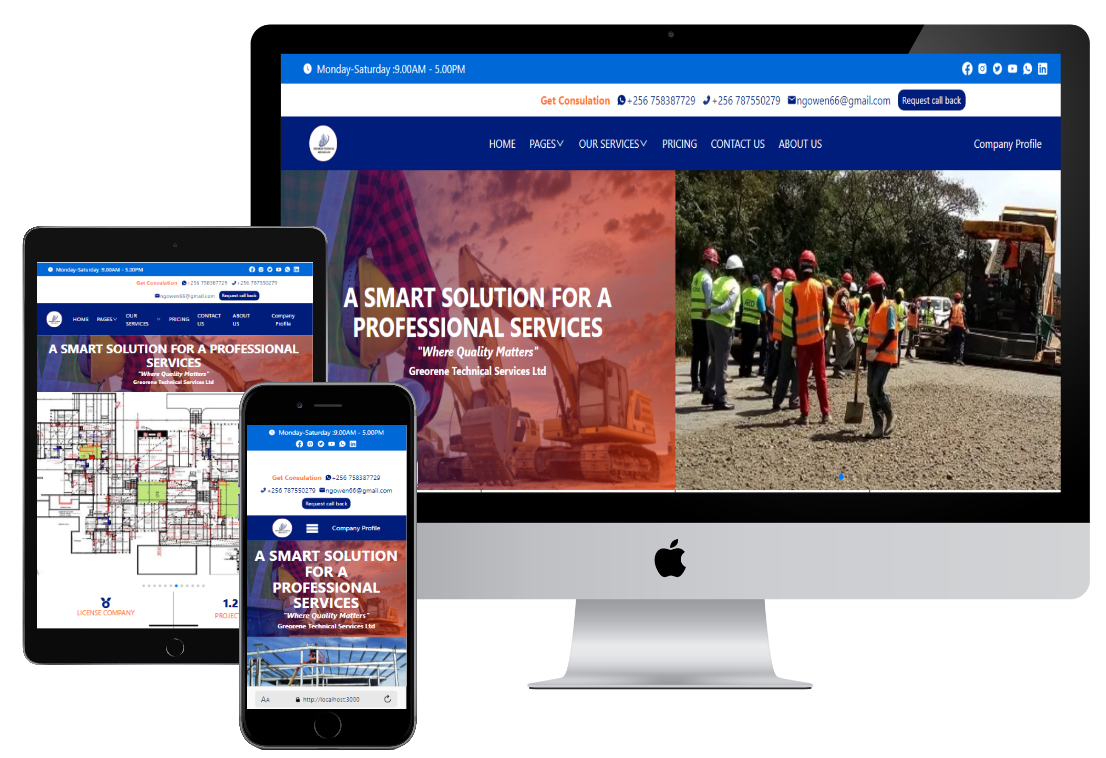 Monday-Saturday :9.00AM - 5.00PM
Get Consulation +256 758387729 +256 787550279 ngowen66@gmail.com Request call back
HOME PAGES OUR SERVICES PRICING CONTACT US ABOUT US Company Profile
A SMART SOLUTION FOR A
PROFESSIONAL SERVICES
"Where Quality Matters"
Greorene Technical Services Ltd
Monday-Saturday :9.00AM - 5.00PM
Get Consulation +256 758387729 +256 787550279
ngowen66@gmail.com Request call back
HOME PAGES OUR SERVICES PRICING CONTACT US ABOUT US Company Profile
A SMART SOLUTION FOR A PROFESSIONAL
SERVICES
"Where Quality Matters"
Greorene Technical Services Ltd
LICENSE COMPANY
1.2
PROJECT
Monday-Saturday :9.00AM - 5.00PM
Get Consulation +256 758387729
+256 787550279 ngowen66@gmail.com
Request call back
Company Profile
A SMART SOLUTION
FOR A
PROFESSIONAL
SERVICES
"Where Quality Matters"
Greorene Technical Services Ltd
AA http://localhost:3000